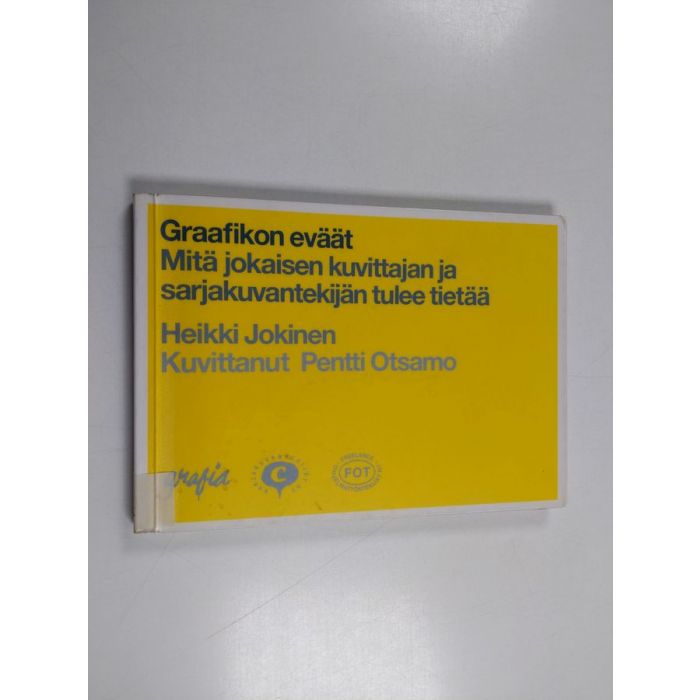 Graafikon eväät
Mitä jokaisen kuvittajan ja
sarjakuvantekijän tulee tietää
Heikki Jokinen
Kuvittanut Pentti Otsamo
grafia
C
FOT